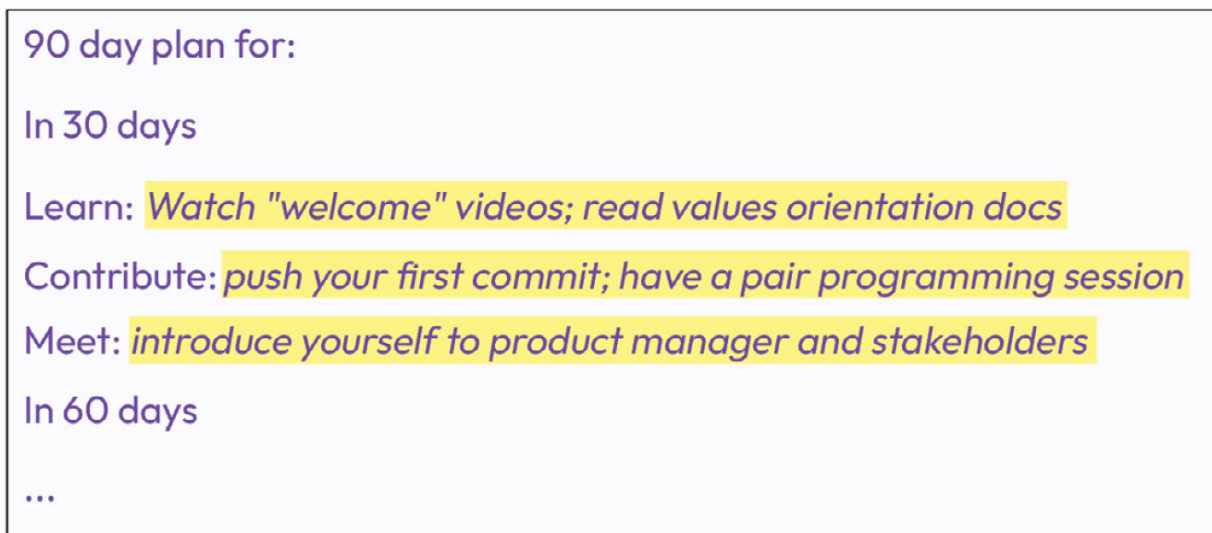 90 day plan for:
In 30 days
Learn: Watch "welcome" videos; read values orientation docs
Contribute: push your first commit; have a pair programming session
Meet: introduce yourself to product manager and stakeholders
In 60 days
...